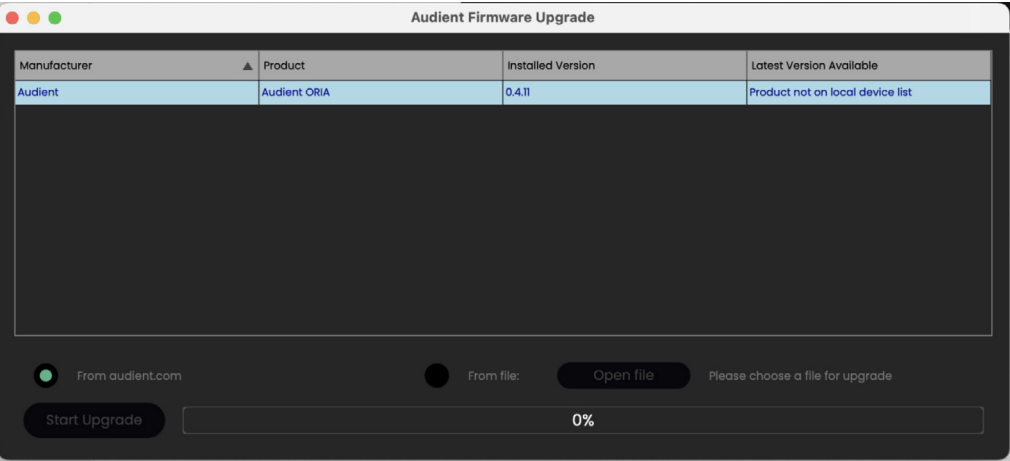 Audient Firmware Upgrade
Manufacturer Product Installed Version Latest Version Available
Audient Audient ORIA 0.4.11 Product not on local device list
From audient.com From file: Open file Please choose a file for upgrade
Start Upgrade 0%